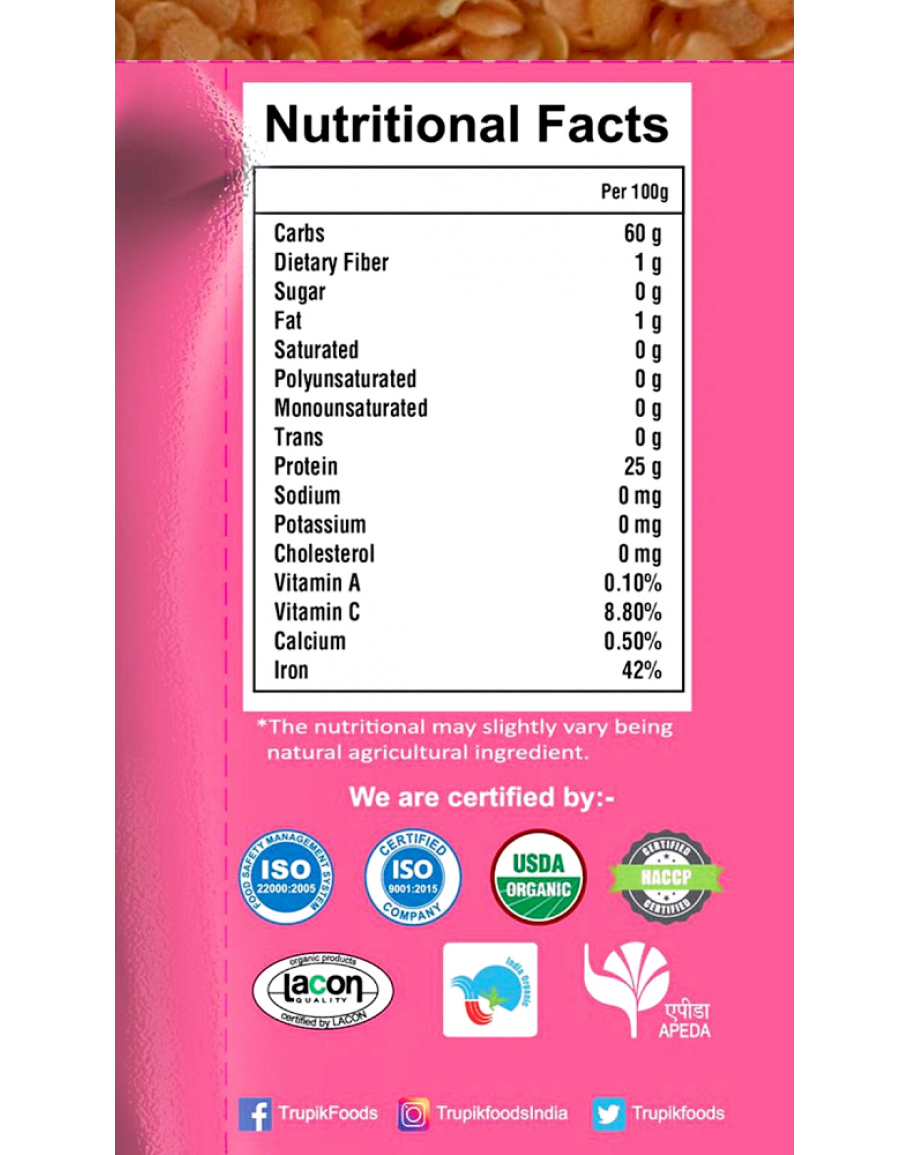 Nutritional Facts
Per 100g
Carbs 60 g
Dietary Fiber 1 g
Sugar 0 g
Fat 1 g
Saturated 0 g
Polyunsaturated 0 g
Monounsaturated 0 g
Trans 0 g
Protein 25 g
Sodium 0 mg
Potassium 0 mg
Cholesterol 0 mg
Vitamin A 0.10%
Vitamin C 8.80%
Calcium 0.50%
Iron 42%
*The nutritional may slightly vary being
natural agricultural ingredient.
We are certified by:-
FOOD SAFETY MANAGEMENT SYSTEM
ISO
22000:2005
CERTIFIED
ISO
9001:2015
COMPANY
USDA
ORGANIC
CERTIFIED
HACCP
CERTIFIED
organic products
lacon
QUALITY
certified by LACON
India Organic
एपीडा
APEDA
TrupikFoods TrupikfoodsIndia Trupikfoods